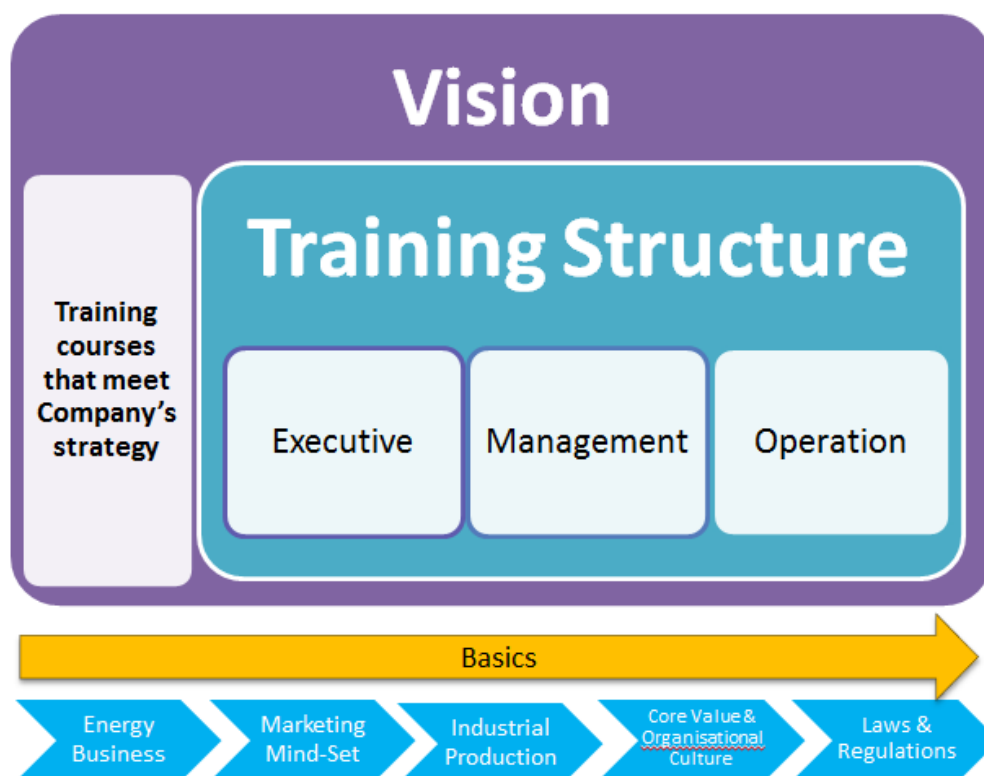 Vision
Training Structure
Training
courses
that meet
Company’s
strategy
Executive
Management
Operation
Basics
Energy
Business
Marketing
Mind-Set
Industrial
Production
Core Value &
Organisational
Culture
Laws &
Regulations